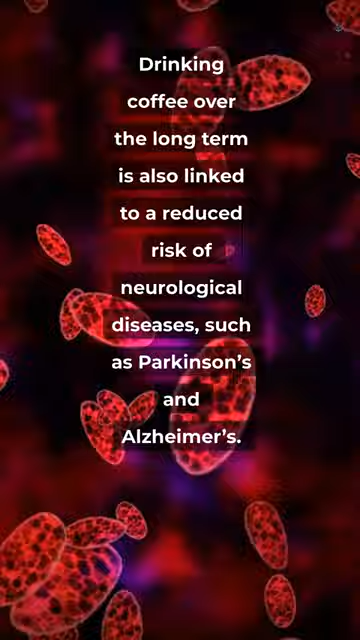 Drinking
coffee over
the long term
is also linked
to a reduced
risk of
neurological
diseases, such
as Parkinson’s
and
Alzheimer’s.